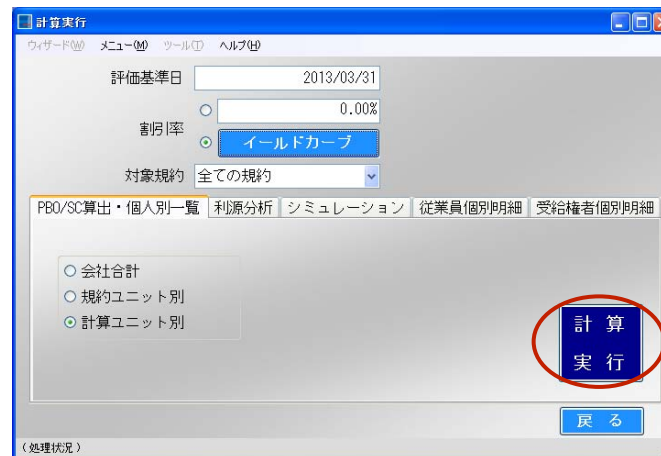 計算実行
ウィザード(W) メニュー(M) ツール(T) ヘルプ(H)
評価基準日 2013/03/31
割引率 0.00%
イールドカーブ
対象規約 全ての規約
PBO/SC算出・個人別一覧 利源分析 シミュレーション 従業員個別明細 受給権者個別明細
会社合計
規約ユニット別
計算ユニット別
計算
実行
戻る
(処理状況)